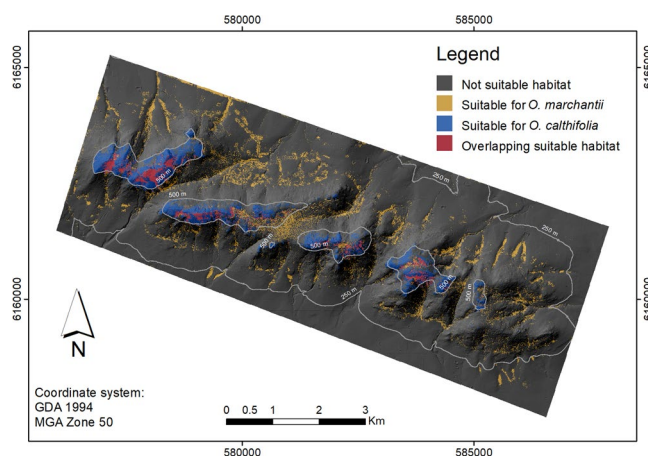 580000 585000
6165000 6165000
Legend
Not suitable habitat
Suitable for O. marchantii
Suitable for O. calthifolia
Overlapping suitable habitat
250 m
500 m
500 m
250 m
500 m
500 m
500 m
500 m
250 m
6160000 6160000
N
Coordinate system:
GDA 1994
MGA Zone 50
0 0.5 1 2 3
Km
580000 585000